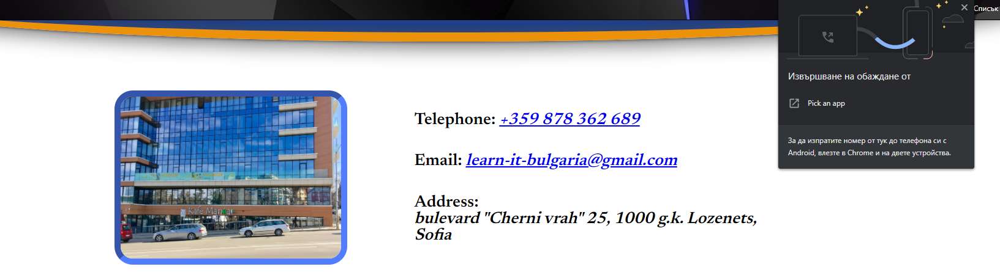 Списък
Извършване на обаждане от
Pick an app
За да изпратите номер от тук до телефона си с
Android, влезте в Chrome и на двете устройства.
Telephone: +359 878 362 689
Email: learn-it-bulgaria@gmail.com
Address:
bulevard "Cherni vrah" 25, 1000 g.k. Lozenets,
Sofia
Kafe